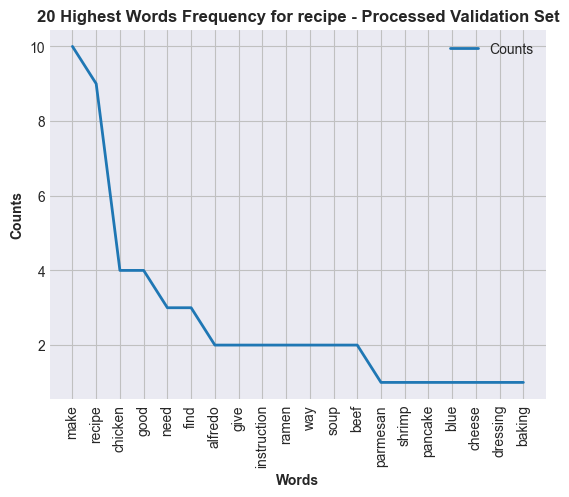 20 Highest Words Frequency for recipe - Processed Validation Set
Counts
10
8
6
4
2
Counts
make
recipe
chicken
good
need
find
alfredo
give
instruction
ramen
way
soup
beef
parmesan
shrimp
pancake
blue
cheese
dressing
baking
Words